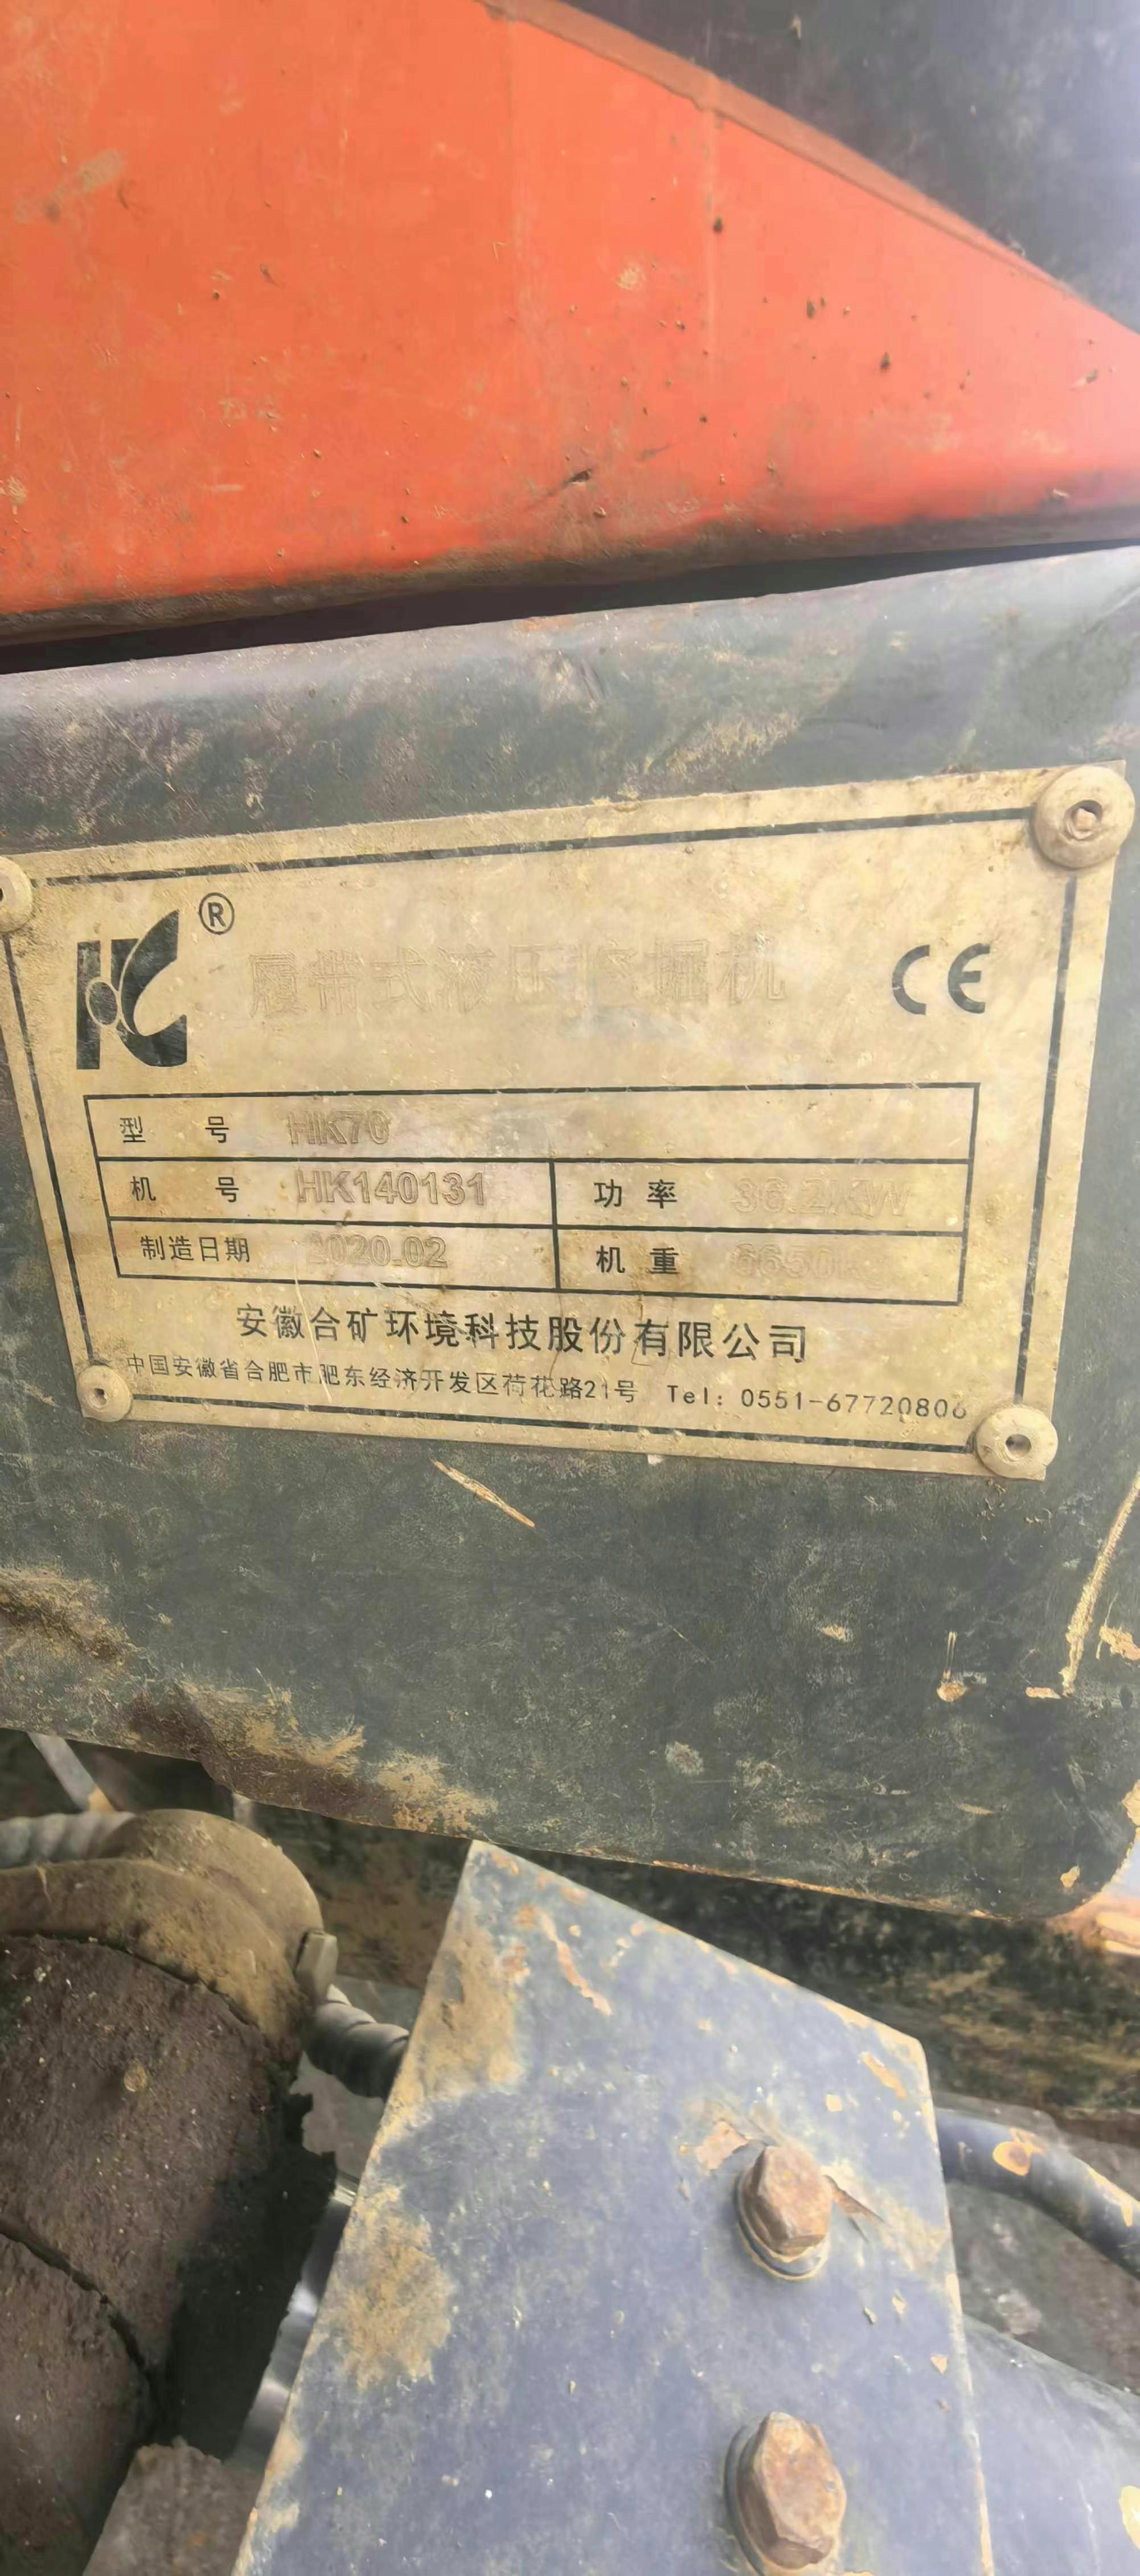 ®
履带式液压挖掘机 CE
型 号 HK70
机 号 HK140131 功 率 36.2KW
制造日期 2020.02 机 重
安徽合矿环境科技股份有限公司
中国安徽省合肥市肥东经济开发区荷花路21号 Tel: 0551-67720806